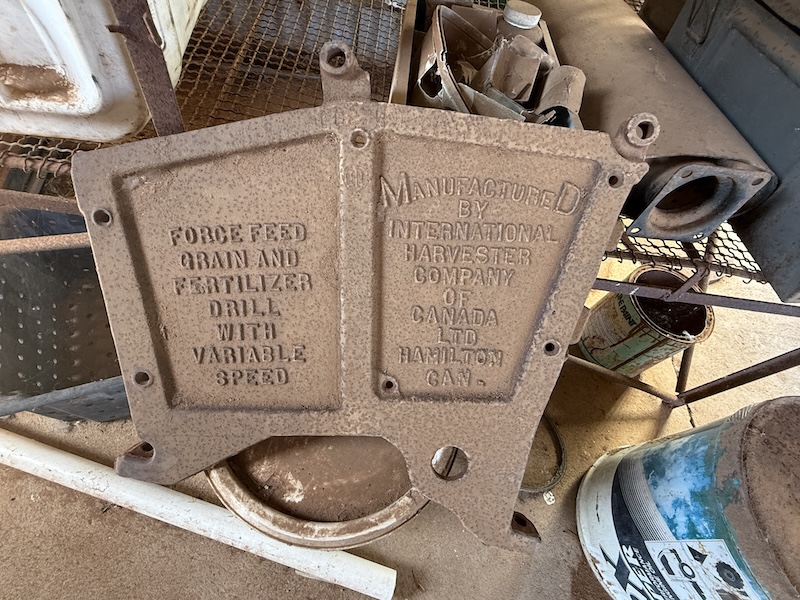 FORCE FEED
GRAIN AND
FERTILIZER
DRILL
WITH
VARIABLE
SPEED
MANUFACTURED
BY
INTERNATIONAL
HARVESTER
COMPANY
OF
CANADA
LTD
HAMILTON
CAN.